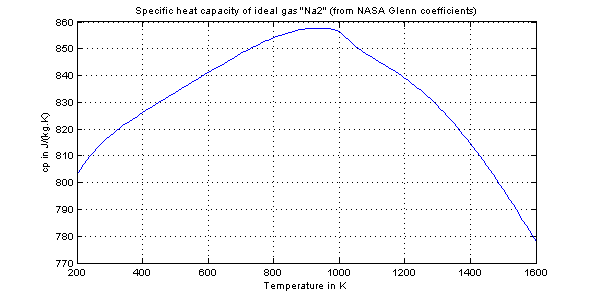 Specific heat capacity of ideal gas "Na2" (from NASA Glenn coefficients)
860
850
840
830
820
810
800
790
780
770
cp in J/(kg.K)
200 400 600 800 1000 1200 1400 1600
Temperature in K